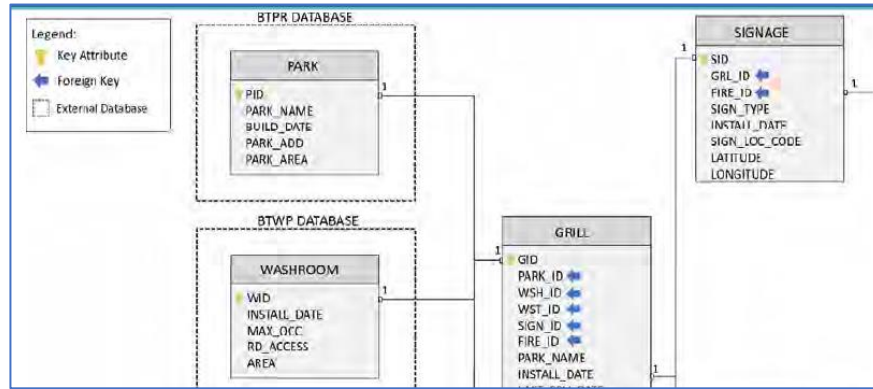 Legend:
Key Attribute
Foreign Key
External Database
BTPR DATABASE
PARK
PID
PARK_NAME
BUILD_DATE
PARK_ADD
PARK_AREA
1
BTWP DATABASE
WASHROOM
WID
INSTALL_DATE
MAX_OCC
RD_ACCESS
AREA
1
GRILL
1
GID
PARK_ID
WSH_ID
WST_ID
SIGN_ID
FIRE_ID
PARK_NAME
INSTALL_DATE
1
SIGNAGE
1
SID
GRL_ID
FIRE_ID
SIGN_TYPE
INSTALL_DATE
SIGN_LOC_CODE
LATITUDE
LONGITUDE
1